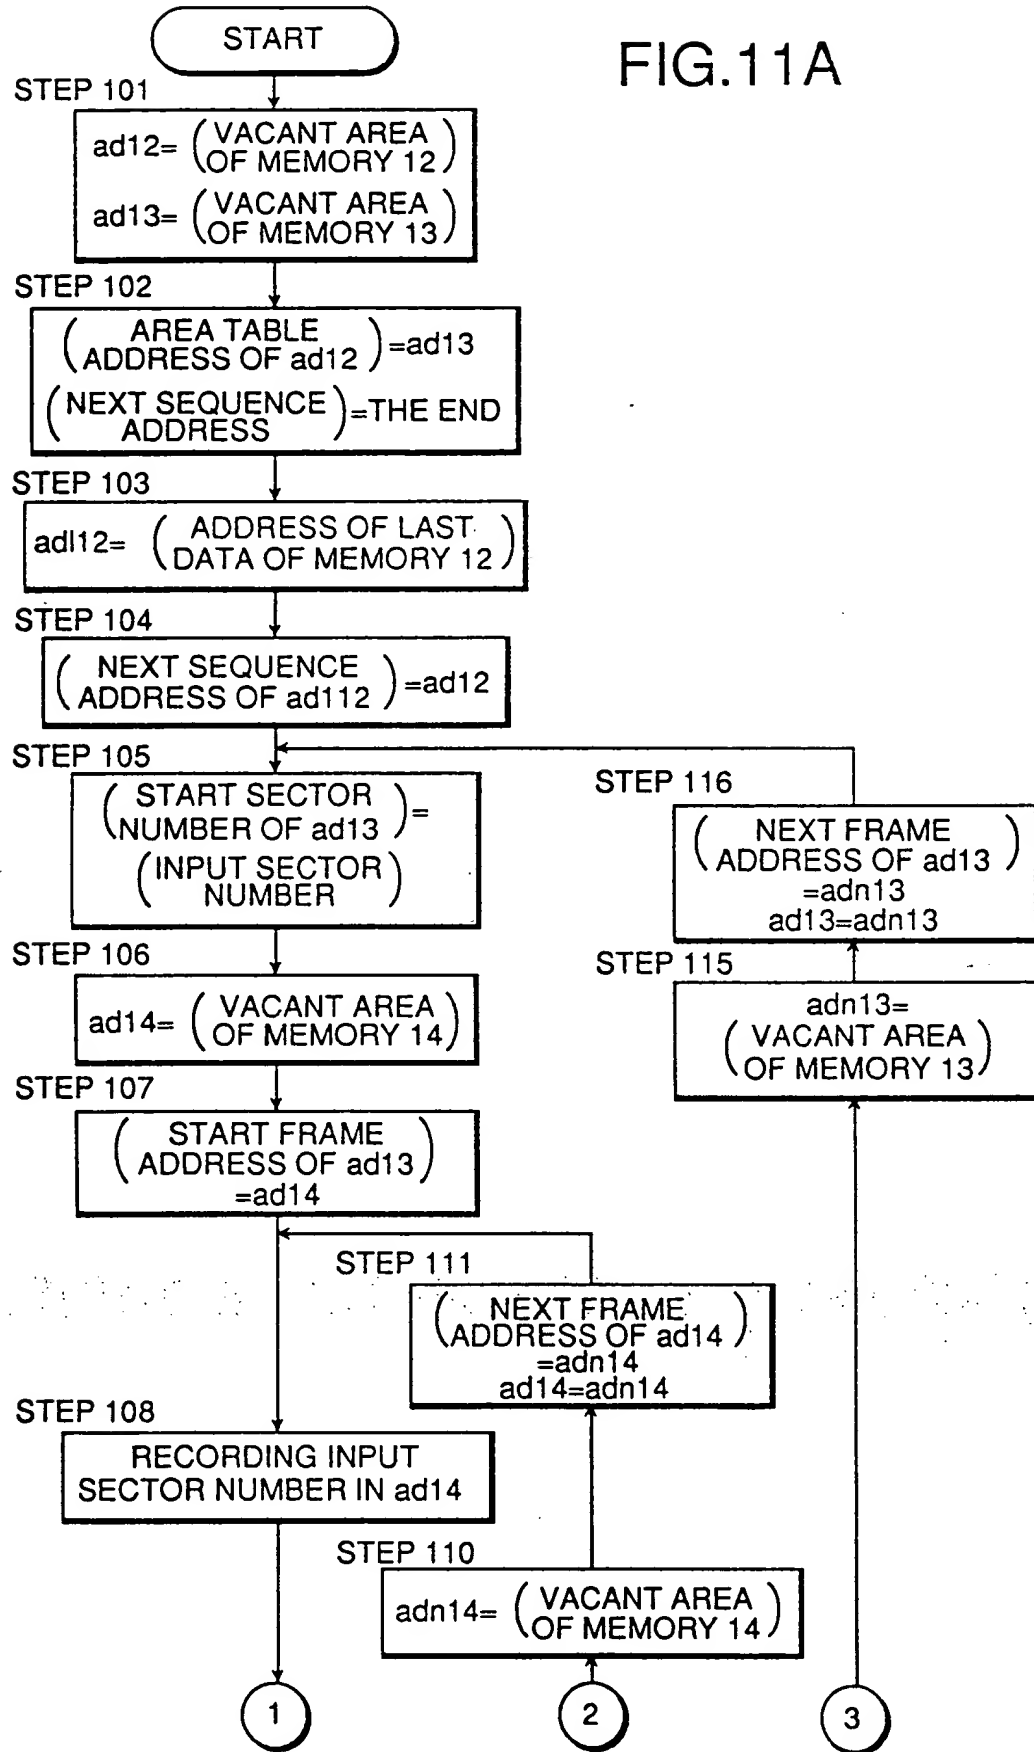 START
FIG.11A
STEP 101
ad12= (VACANT AREA
OF MEMORY 12)
ad13= (VACANT AREA
OF MEMORY 13)
STEP 102
(AREA TABLE
ADDRESS OF ad12)=ad13
(NEXT SEQUENCE
ADDRESS)=THE END
STEP 103
adl12= (ADDRESS OF LAST
DATA OF MEMORY 12)
STEP 104
(NEXT SEQUENCE
ADDRESS OF ad112)=ad12
STEP 105
(START SECTOR
NUMBER OF ad13)=
(INPUT SECTOR
NUMBER)
STEP 116
(NEXT FRAME
ADDRESS OF ad13)
=adn13
ad13=adn13
STEP 106
ad14= (VACANT AREA
OF MEMORY 14)
STEP 115
adn13=
(VACANT AREA
OF MEMORY 13)
STEP 107
(START FRAME
ADDRESS OF ad13)
=ad14
STEP 111
(NEXT FRAME
ADDRESS OF ad14)
=adn14
ad14=adn14
STEP 108
RECORDING INPUT
SECTOR NUMBER IN ad14
STEP 110
adn14= (VACANT AREA
OF MEMORY 14)
1
2
3